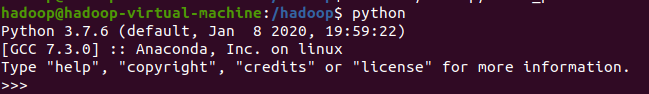 hadoop@hadoop-virtual-machine:/hadoop$ python
Python 3.7.6 (default, Jan  8 2020, 19:59:22)
[GCC 7.3.0] :: Anaconda, Inc. on linux
Type "help", "copyright", "credits" or "license" for more information.
>>>